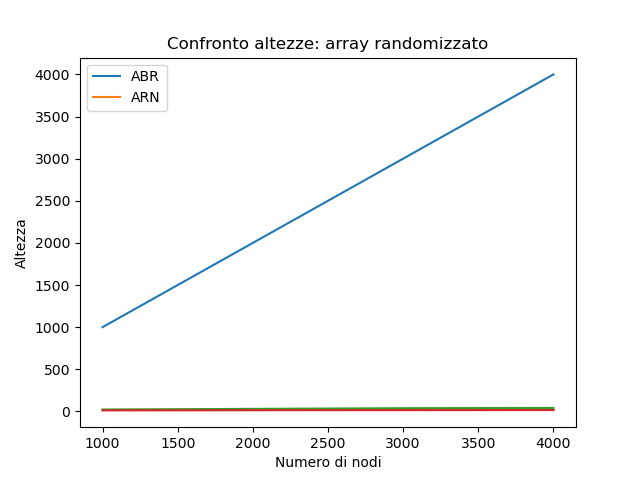 Confronto altezze: array randomizzato
ABR
ARN
4000
3500
3000
2500
2000
1500
1000
500
0
Altezza
1000 1500 2000 2500 3000 3500 4000
Numero di nodi